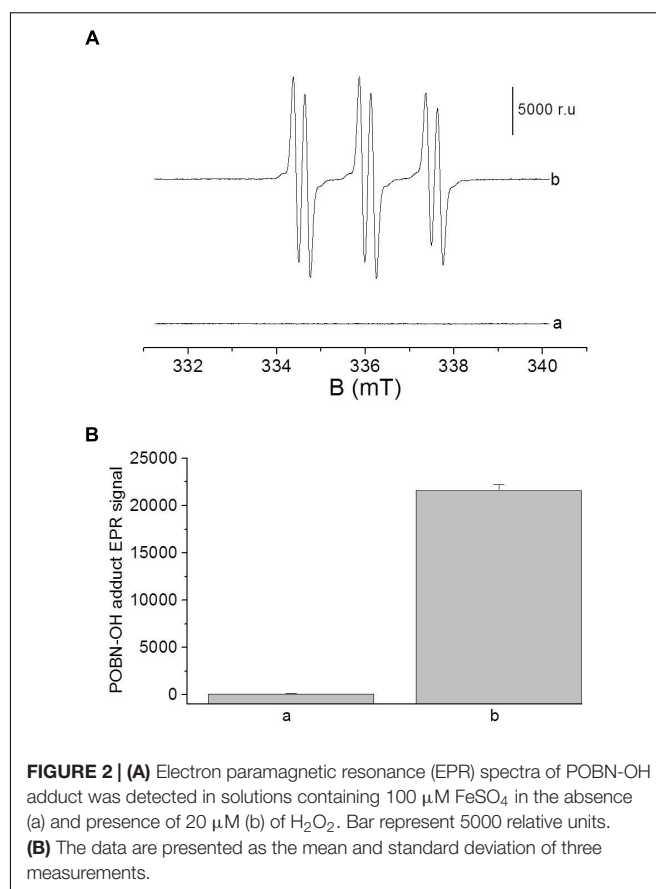 A
5000 r.u
b
a
332 334 336 338 340
B (mT)
B
25000
20000
15000
10000
5000
0
POBN-OH adduct EPR signal
a b
FIGURE 2 | (A) Electron paramagnetic resonance (EPR) spectra of POBN-OH
adduct was detected in solutions containing 100 μM FeSO₄ in the absence
(a) and presence of 20 μM (b) of H₂O₂. Bar represent 5000 relative units.
(B) The data are presented as the mean and standard deviation of three
measurements.